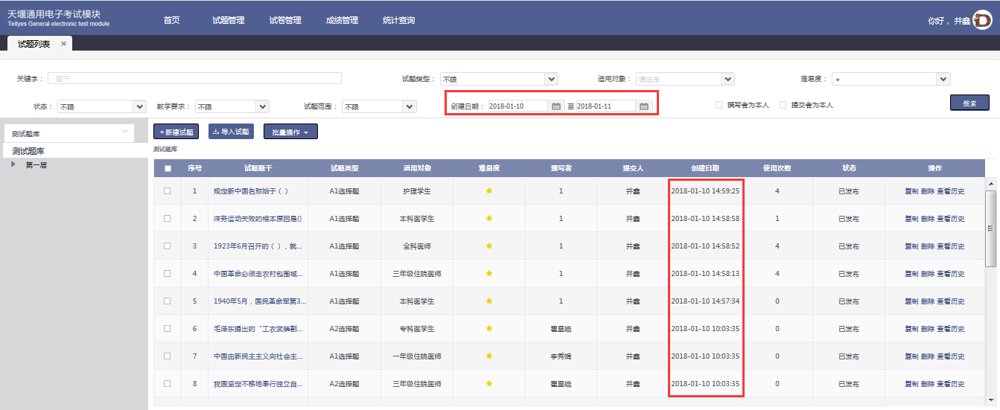 天堰通用电子考试模块
Tellyes General electronic test module
首页 试题管理 试卷管理 成绩管理 统计查询
你好，井鑫
试题列表 ×
关键字： 题干 试题类型： 不限 适用对象： 请选择 难易度： *
状态： 不限 教学要求： 不限 试题范围： 不限 创建日期： 2018-01-10 至 2018-01-11 撰写者为本人 提交者为本人 搜索
测试题库
测试题库
第一层
+新建试题 导入试题 批量操作
测试题库
序号 试题题干 试题类型 适用对象 难易度 撰写者 提交人 创建日期 使用次数 状态 操作
1 规定新中国名称始于（ ） A1选择题 护理学生 ★ 1 井鑫 2018-01-10 14:59:25 4 已发布 复制 删除 查看历史
2 洋务运动失败的根本原因是() A1选择题 本科医学生 ★ 1 井鑫 2018-01-10 14:58:58 1 已发布 复制 删除 查看历史
3 1923年6月召开的（ ），就... A1选择题 全科医师 ★ 1 井鑫 2018-01-10 14:58:52 4 已发布 复制 删除 查看历史
4 中国革命必须走农村包围城... A1选择题 三年级住院医师 ★ 1 井鑫 2018-01-10 14:58:13 4 已发布 复制 删除 查看历史
5 1940年5月，国民革命军第3... A1选择题 本科医学生 ★ 1 井鑫 2018-01-10 14:57:34 0 已发布 复制 删除 查看历史
6 毛泽东提出的“工农武装割... A2选择题 专科医学生 ★ 瞿星皓 井鑫 2018-01-10 10:03:35 0 已发布 复制 删除 查看历史
7 中国由新民主主义向社会主... A1选择题 一年级住院医师 ★ 李秀娟 井鑫 2018-01-10 10:03:35 0 已发布 复制 删除 查看历史
8 我国坚定不移地奉行独立自... A2选择题 三年级住院医师 ★ 瞿星皓 井鑫 2018-01-10 10:03:35 0 已发布 复制 删除 查看历史